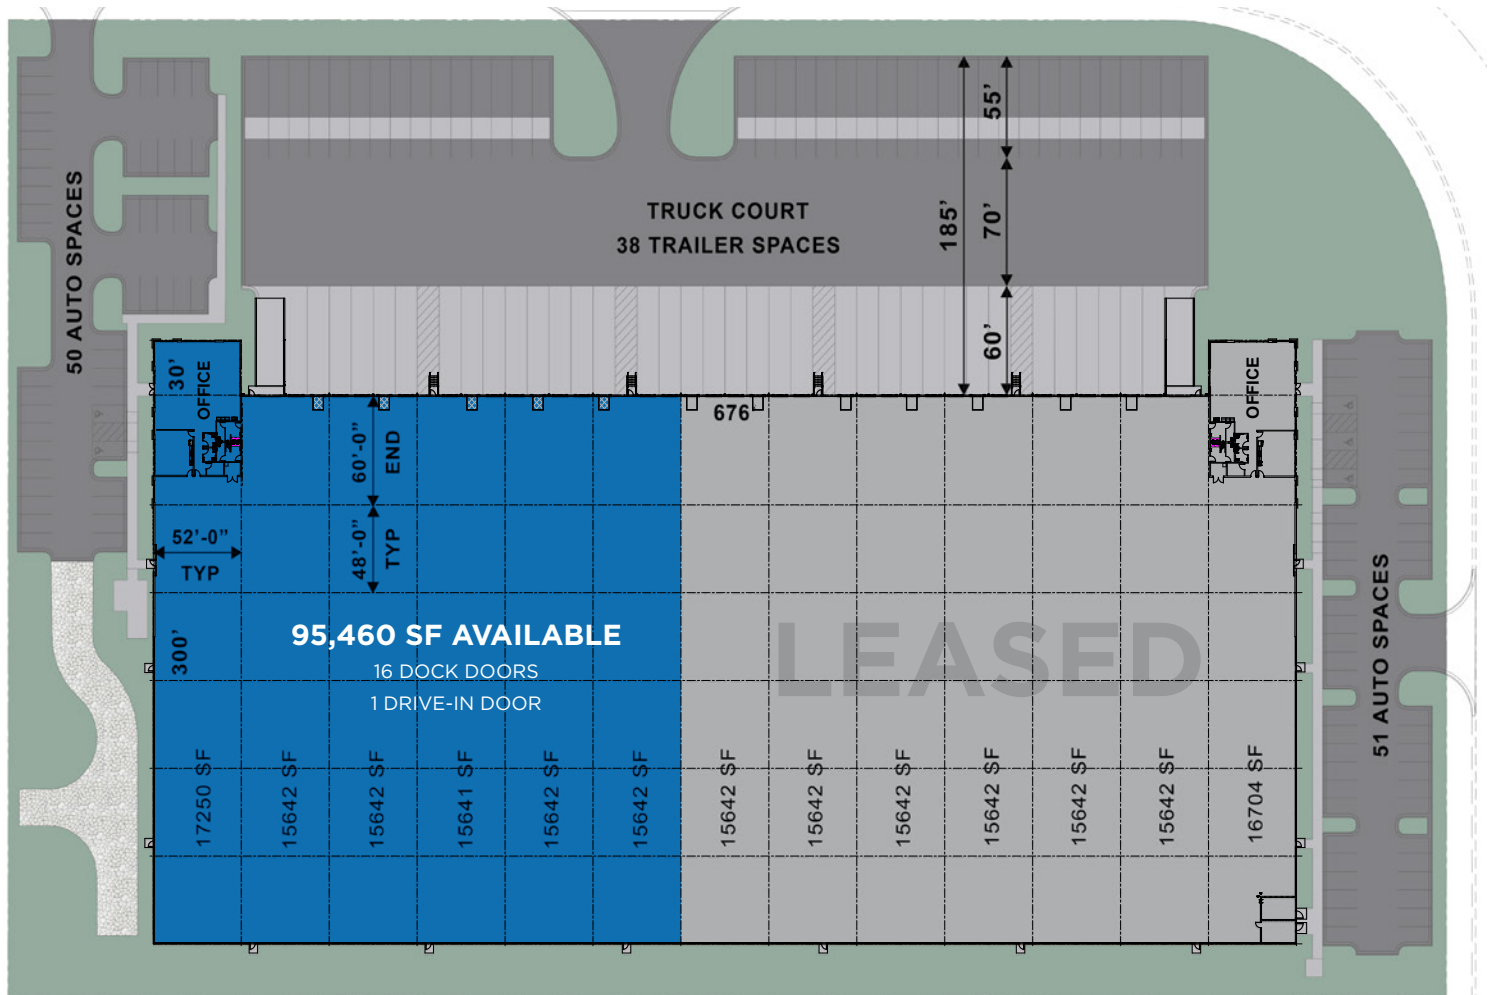 50 AUTO SPACES
TRUCK COURT
38 TRAILER SPACES
185'
55'
70'
60'
30'
OFFICE
OFFICE
676
60'-0"
END
48'-0"
TYP
52'-0"
TYP
300'
95,460 SF AVAILABLE
16 DOCK DOORS
1 DRIVE-IN DOOR
LEASED
51 AUTO SPACES
17250 SF
15642 SF
15642 SF
15641 SF
15642 SF
15642 SF
15642 SF
15642 SF
15642 SF
15642 SF
15642 SF
15642 SF
16704 SF